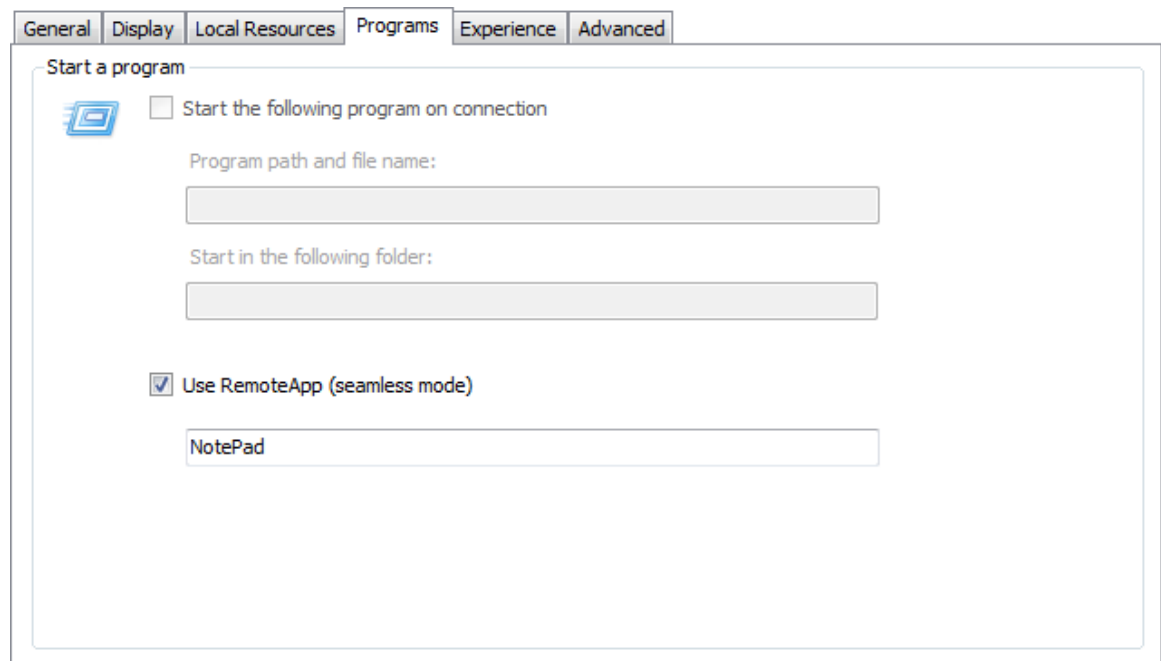 General Display Local Resources Programs Experience Advanced
Start a program
Start the following program on connection
Program path and file name:
Start in the following folder:
Use RemoteApp (seamless mode)
NotePad